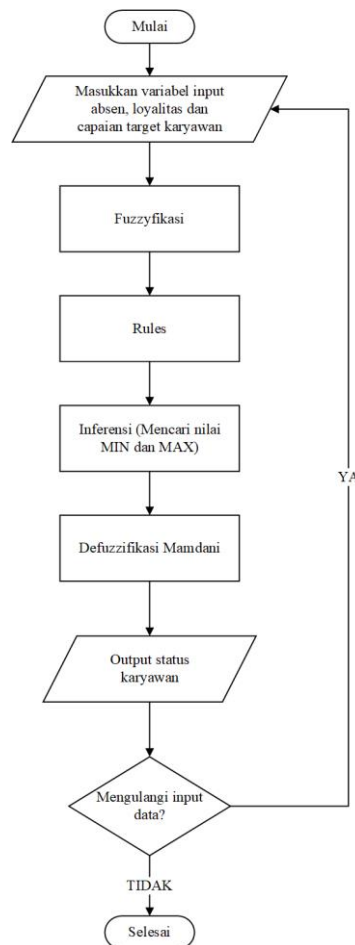 Mulai
Masukkan variabel input
absen, loyalitas dan
capaian target karyawan
Fuzzyfikasi
Rules
Inferensi (Mencari nilai
MIN dan MAX)
Defuzzifikasi Mamdani
Output status
karyawan
Mengulangi input
data?
YA
TIDAK
Selesai